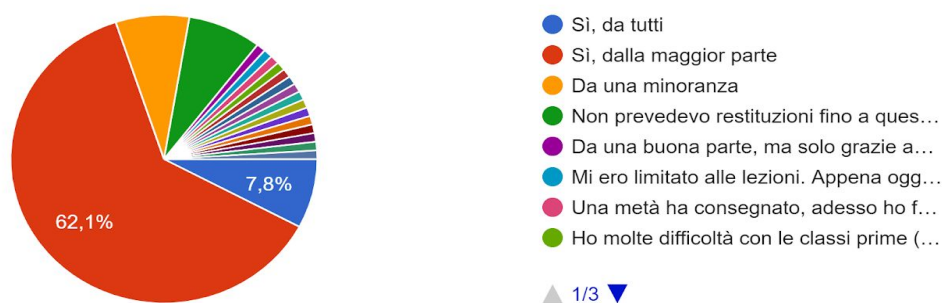 7,8%
62,1%
Sì, da tutti
Sì, dalla maggior parte
Da una minoranza
Non prevedevo restituzioni fino a ques…
Da una buona parte, ma solo grazie a…
Mi ero limitato alle lezioni. Appena ogg…
Una metà ha consegnato, adesso ho f…
Ho molte difficoltà con le classi prime (…
1/3